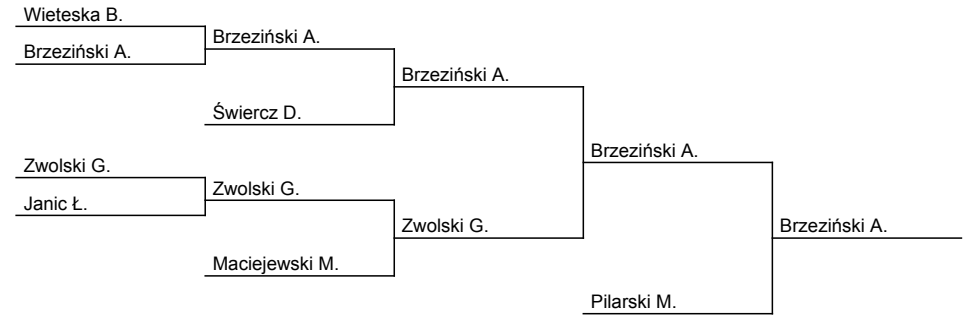 Wieteska B.
Brzeziński A.
Brzeziński A.
Brzeziński A.
Świercz D.
Brzeziński A.
Zwolski G.
Zwolski G.
Janic Ł.
Zwolski G.
Brzeziński A.
Maciejewski M.
Pilarski M.